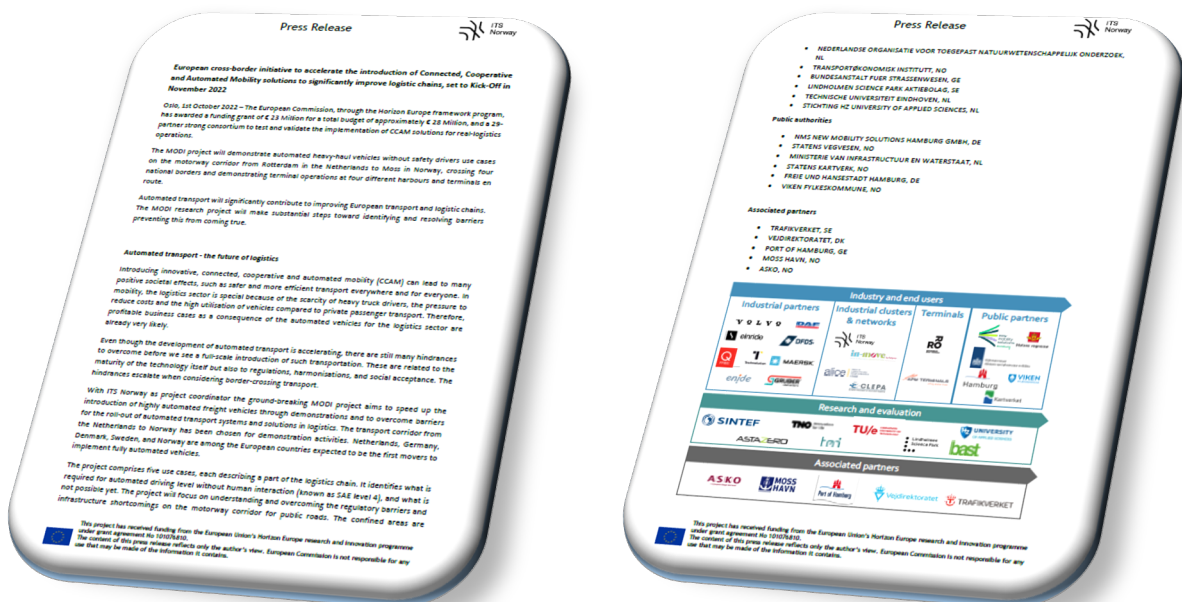 Press Release
ITS
Norway
European cross-border initiative to accelerate the introduction of Connected, Cooperative
and Automated Mobility solutions to significantly improve logistic chains, set to Kick-Off in
November 2022
Oslo, 1st October 2022 – The European Commission, through the Horizon Europe framework program,
has awarded a funding grant of € 23 Million for a total budget of approximately € 28 Million, and a 29-
partner strong consortium to test and validate the implementation of CCAM solutions for real-logistics
operations.
The MODI project will demonstrate automated heavy-haul vehicles without safety drivers use cases
on the motorway corridor from Rotterdam in the Netherlands to Moss in Norway, crossing four
national borders and demonstrating terminal operations at four different harbours and terminals en
route.
Automated transport will significantly contribute to improving European transport and logistic chains.
The MODI research project will make substantial steps toward identifying and resolving barriers
preventing this from coming true.
Automated transport - the future of logistics
Introducing innovative, connected, cooperative and automated mobility (CCAM) can lead to many
positive societal effects, such as safer and more efficient transport everywhere and for everyone. In
mobility, the logistics sector is special because of the scarcity of heavy truck drivers, the pressure to
reduce costs and the high utilisation of vehicles compared to private passenger transport. Therefore,
profitable business cases as a consequence of the automated vehicles for the logistics sector are
already very likely.
Even though the development of automated transport is accelerating, there are still many hindrances
to overcome before we see a full-scale introduction of such transportation. These are related to the
maturity of the technology itself but also to regulations, harmonisations, and social acceptance. The
hindrances escalate when considering border-crossing transport.
With ITS Norway as project coordinator the ground-breaking MODI project aims to speed up the
introduction of highly automated freight vehicles through demonstrations and to overcome barriers
for the roll-out of automated transport systems and solutions in logistics. The transport corridor from
the Netherlands to Norway has been chosen for demonstration activities. Netherlands, Germany,
Denmark, Sweden, and Norway are among the European countries expected to be the first movers to
implement fully automated vehicles.
The project comprises five use cases, each describing a part of the logistics chain. It identifies what is
required for automated driving level without human interaction (known as SAE level 4), and what is
not possible yet. The project will focus on understanding and overcoming the regulatory barriers and
infrastructure shortcomings on the motorway corridor for public roads. The confined areas are
This project has received funding from the European Union's Horizon Europe research and innovation programme
under grant agreement No 101076810.
The content of this press release reflects only the author's view. European Commission is not responsible for any
use that may be made of the information it contains.
Press Release
ITS
Norway
• NEDERLANDSE ORGANISATIE VOOR TOEGEPAST NATUURWETENSCHAPPELIJK ONDERZOEK,
NL
• TRANSPORTØKONOMISK INSTITUTT, NO
• BUNDESANSTALT FUER STRASSENWESEN, GE
• LINDHOLMEN SCIENCE PARK AKTIEBOLAG, SE
• TECHNISCHE UNIVERSITEIT EINDHOVEN, NL
• STICHTING HZ UNIVERSITY OF APPLIED SCIENCES, NL
Public authorities
• NMS NEW MOBILITY SOLUTIONS HAMBURG GMBH, DE
• STATENS VEGVESEN, NO
• MINISTERIE VAN INFRASTRUCTUUR EN WATERSTAAT, NL
• STATENS KARTVERK, NO
• FREIE UND HANSESTADT HAMBURG, DE
• VIKEN FYLKESKOMMUNE, NO
Associated partners
• TRAFIKVERKET, SE
• VEJDIREKTORATET, DK
• PORT OF HAMBURG, GE
• MOSS HAVN, NO
• ASKO, NO
Industry and end users
Industrial partners
Industrial clusters
& networks
Terminals
Public partners
VOLVO
DAF
einride
DFDS
MAERSK
enide
GRUBER
ITS
Norway
in-move
alice
CLEPA
RO
Hamburg
VIKEN
Kartverket
Research and evaluation
SINTEF
TNO
TU/e
UNIVERSITY
ASTAZERO
Lindholmen
Science Park
bast
Associated partners
ASKO
MOSS
HAVN
Port of Hamburg
Vejdirektoratet
TRAFIKVERKET
This project has received funding from the European Union's Horizon Europe research and innovation programme
under grant agreement No 101076810.
The content of this press release reflects only the author's view. European Commission is not responsible for any
use that may be made of the information it contains.